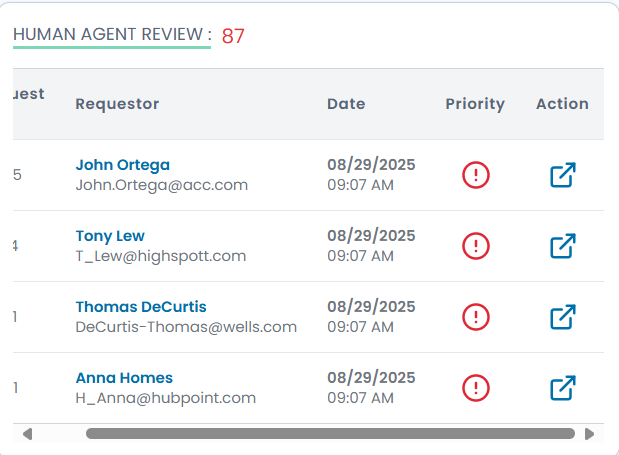 HUMAN AGENT REVIEW : 87
uest Requestor Date Priority Action
5 John Ortega 08/29/2025
John.Ortega@acc.com 09:07 AM
4 Tony Lew 08/29/2025
T_Lew@highspott.com 09:07 AM
1 Thomas DeCurtis 08/29/2025
DeCurtis-Thomas@wells.com 09:07 AM
1 Anna Homes 08/29/2025
H_Anna@hubpoint.com 09:07 AM